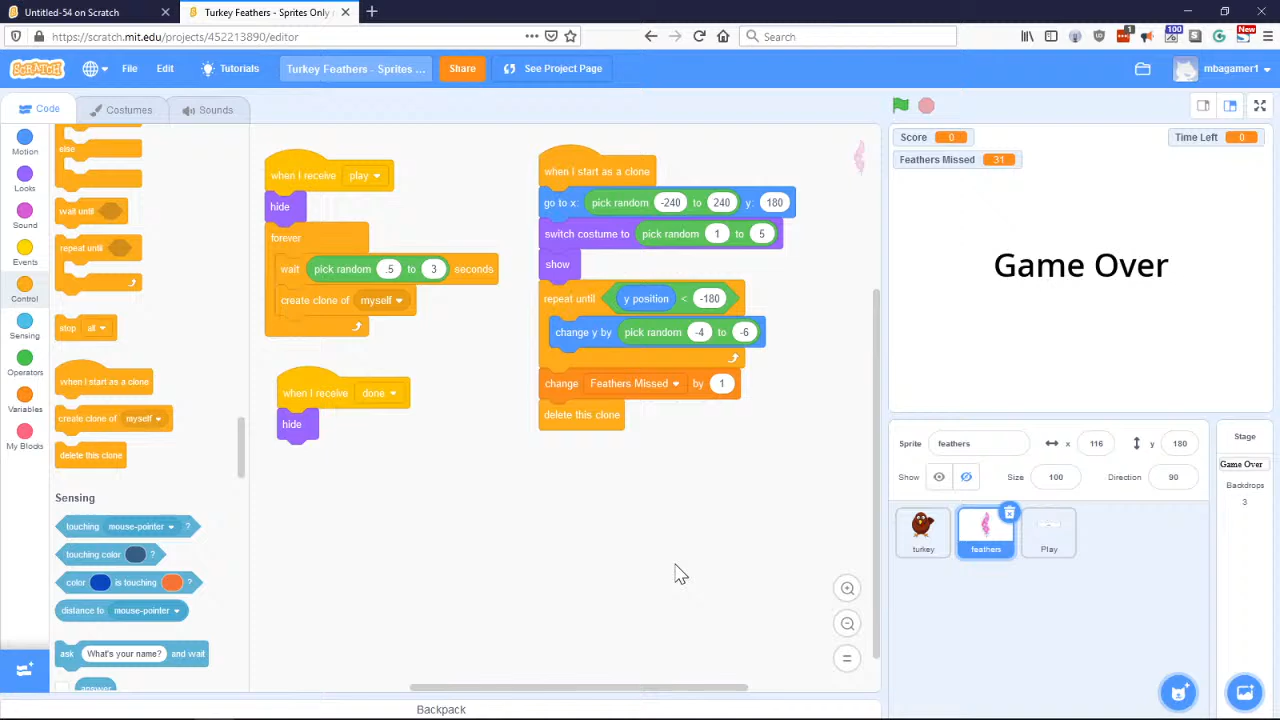 Untitled-54 on Scratch
Turkey Feathers - Sprites Only
https://scratch.mit.edu/projects/452213890/editor
Search
100
New
SCRATCH
File
Edit
Tutorials
Turkey Feathers - Sprites ...
Share
See Project Page
mbagamer1
Code
Costumes
Sounds
Motion
Looks
Sound
Events
Control
Sensing
Operators
Variables
My Blocks
else
wait until
repeat until
stop all
when I start as a clone
create clone of myself
delete this clone
Sensing
touching mouse-pointer ?
touching color ?
color is touching ?
distance to mouse-pointer
ask What's your name? and wait
answer
when I receive play
hide
forever
wait pick random .5 to 3 seconds
create clone of myself
when I receive done
hide
when I start as a clone
go to x: pick random -240 to 240 y: 180
switch costume to pick random 1 to 5
show
repeat until y position < -180
change y by pick random -4 to -6
change Feathers Missed by 1
delete this clone
Backpack
Score 0
Time Left 0
Feathers Missed 31
Game Over
Sprite feathers x 116 y 180
Show Size 100 Direction 90
turkey
feathers
Play
Stage
Game Over
Backdrops
3